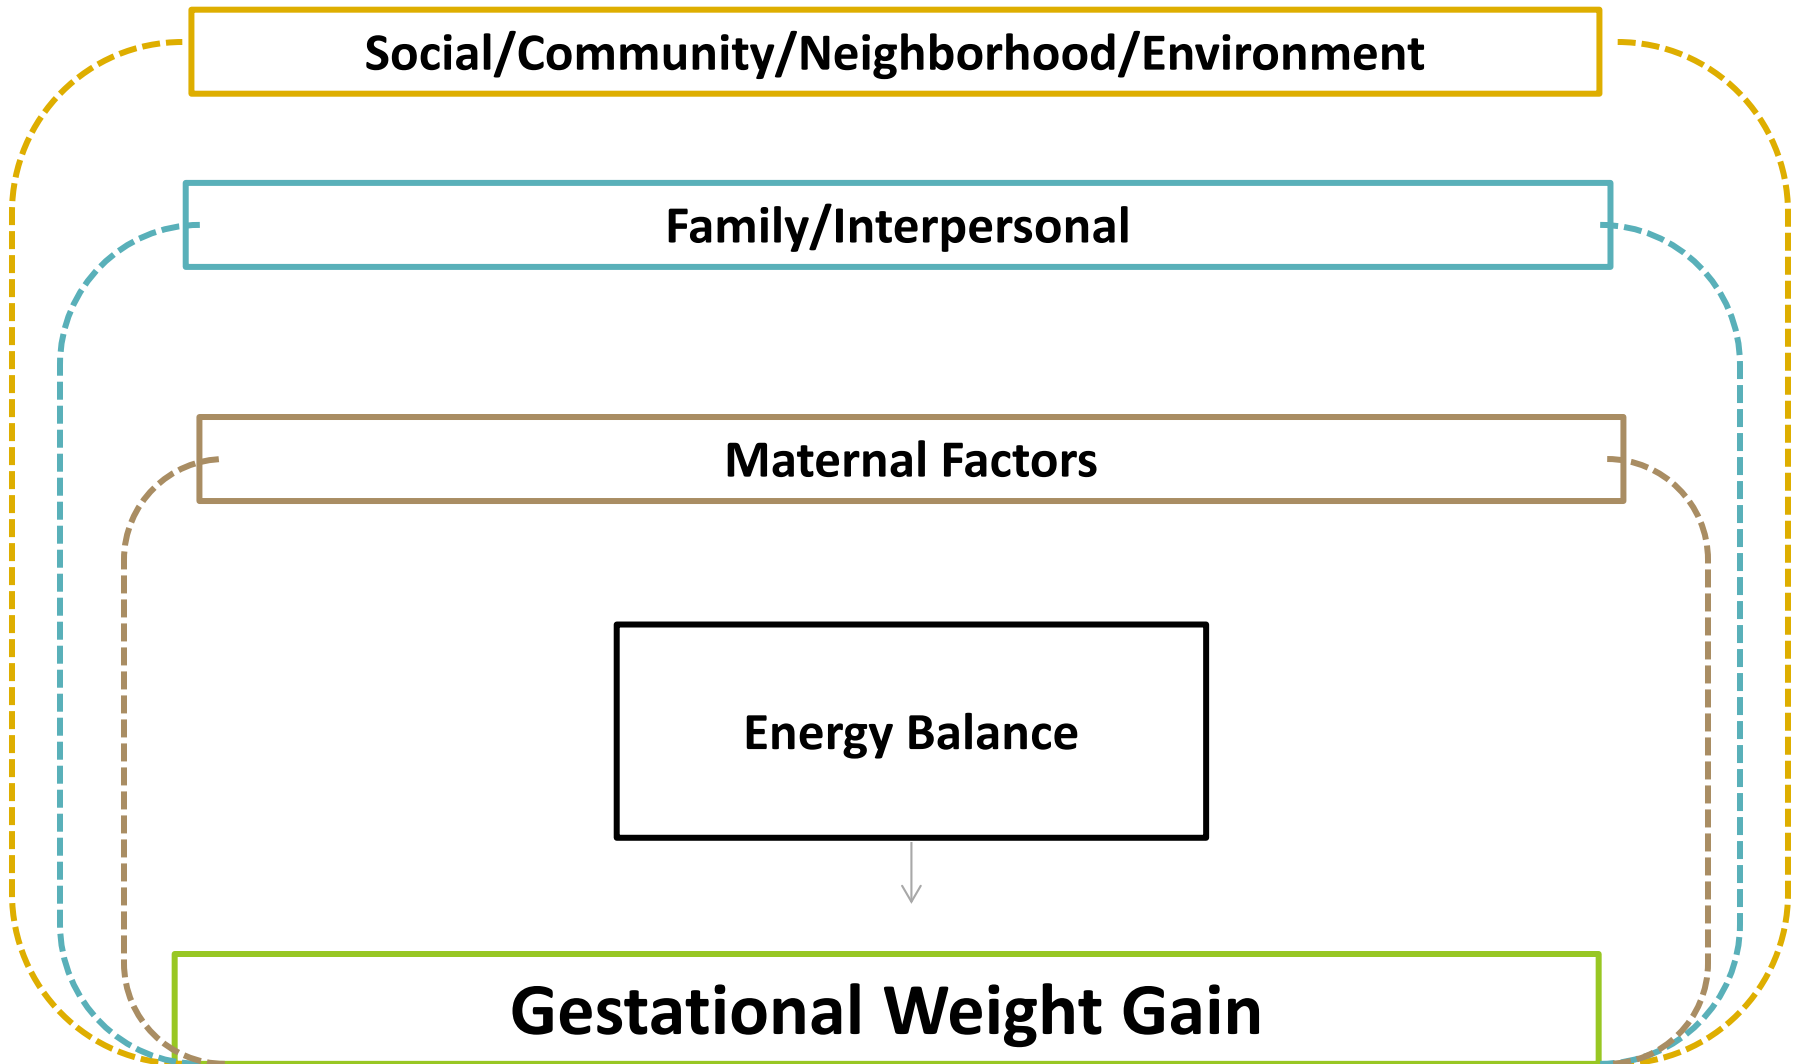 Social/Community/Neighborhood/Environment
Family/Interpersonal
Maternal Factors
Energy Balance
Gestational Weight Gain